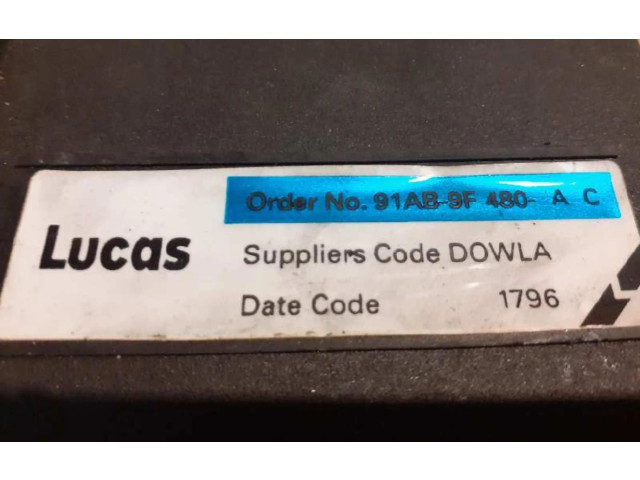 Order No. 91AB-9F 480- A C
Lucas
Suppliers Code DOWLA
Date Code 1796